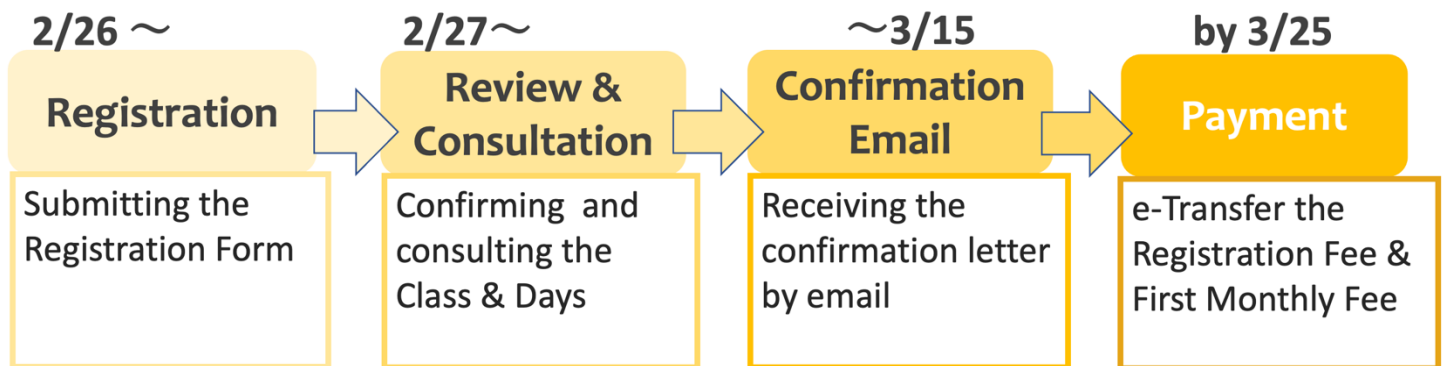 2/26 ～
Registration
Submitting the
Registration Form
2/27～
Review &
Consultation
Confirming and
consulting the
Class & Days
～3/15
Confirmation
Email
Receiving the
confirmation letter
by email
by 3/25
Payment
e-Transfer the
Registration Fee &
First Monthly Fee